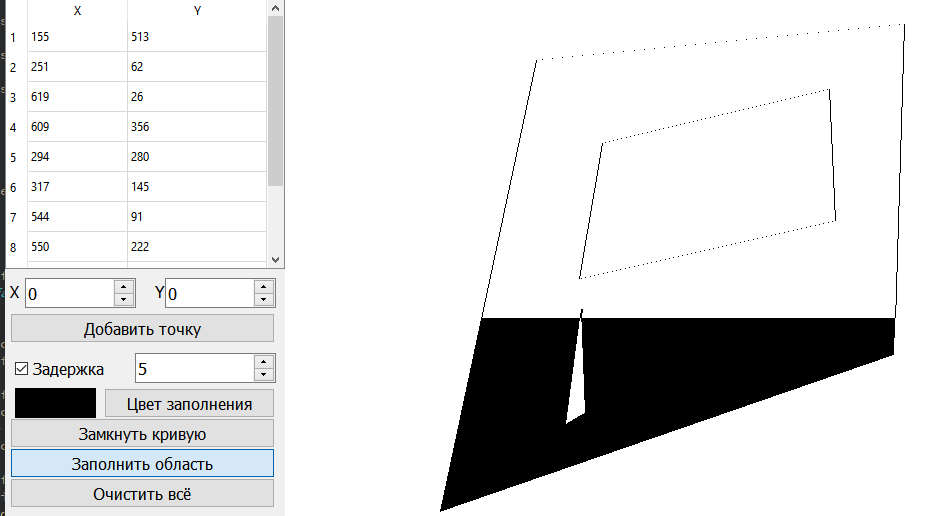 X Y
1 155 513
2 251 62
3 619 26
4 609 356
5 294 280
6 317 145
7 544 91
8 550 222
X 0 Y 0
Добавить точку
Задержка 5
Цвет заполнения
Замкнуть кривую
Заполнить область
Очистить всё